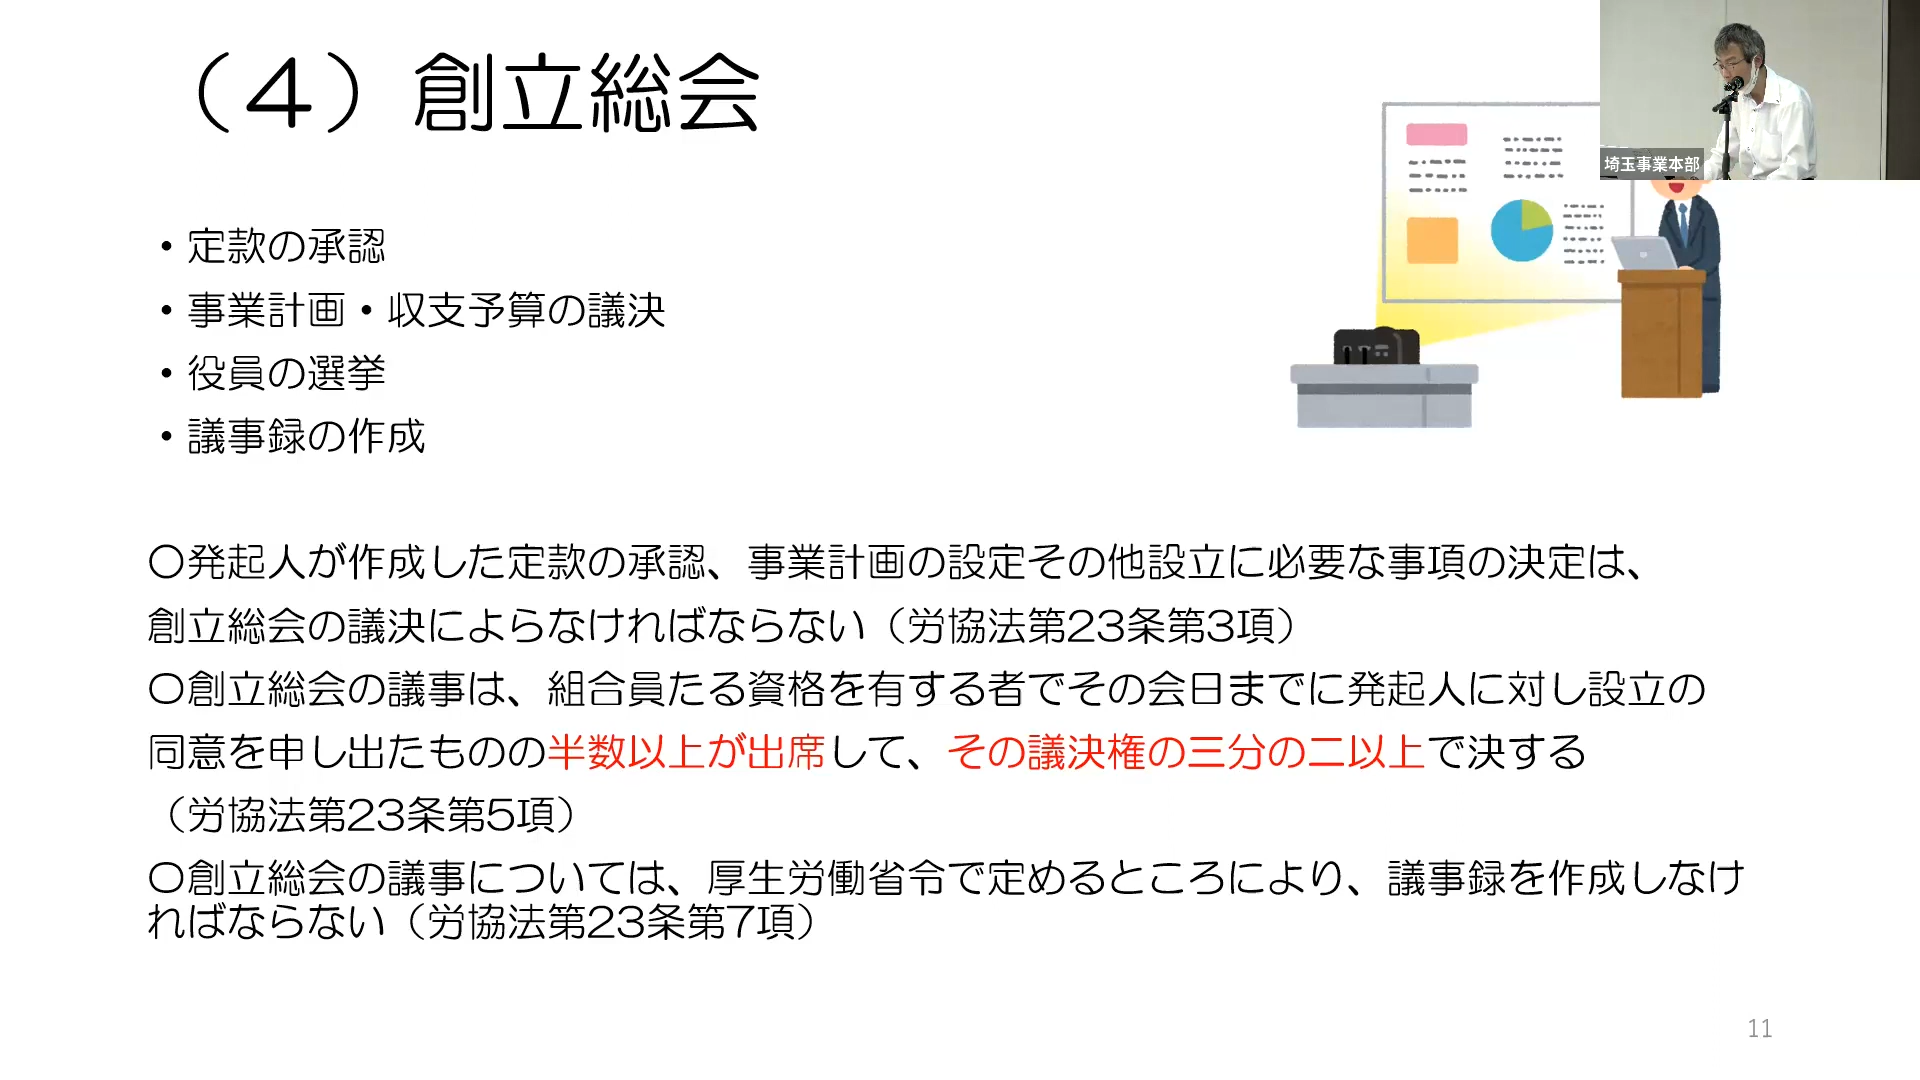 （４）創立総会
埼玉事業本部
・定款の承認
・事業計画・収支予算の議決
・役員の選挙
・議事録の作成
〇発起人が作成した定款の承認、事業計画の設定その他設立に必要な事項の決定は、
創立総会の議決によらなければならない（労協法第23条第3項）
〇創立総会の議事は、組合員たる資格を有する者でその会日までに発起人に対し設立の
同意を申し出たものの半数以上が出席して、その議決権の三分の二以上で決する
（労協法第23条第5項）
〇創立総会の議事については、厚生労働省令で定めるところにより、議事録を作成しなけ
ればならない（労協法第23条第7項）
11